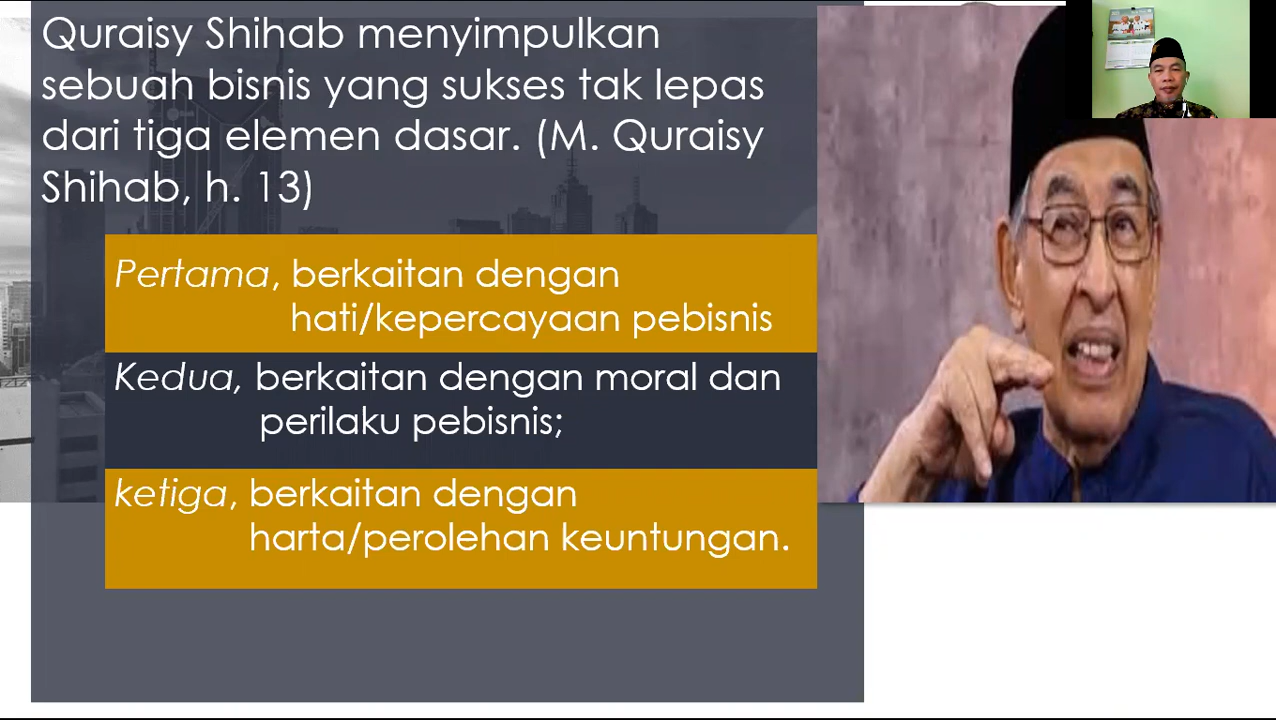 Quraisy Shihab menyimpulkan
sebuah bisnis yang sukses tak lepas
dari tiga elemen dasar. (M. Quraisy
Shihab, h. 13)
Pertama, berkaitan dengan
hati/kepercayaan pebisnis
Kedua, berkaitan dengan moral dan
perilaku pebisnis;
ketiga, berkaitan dengan
harta/perolehan keuntungan.